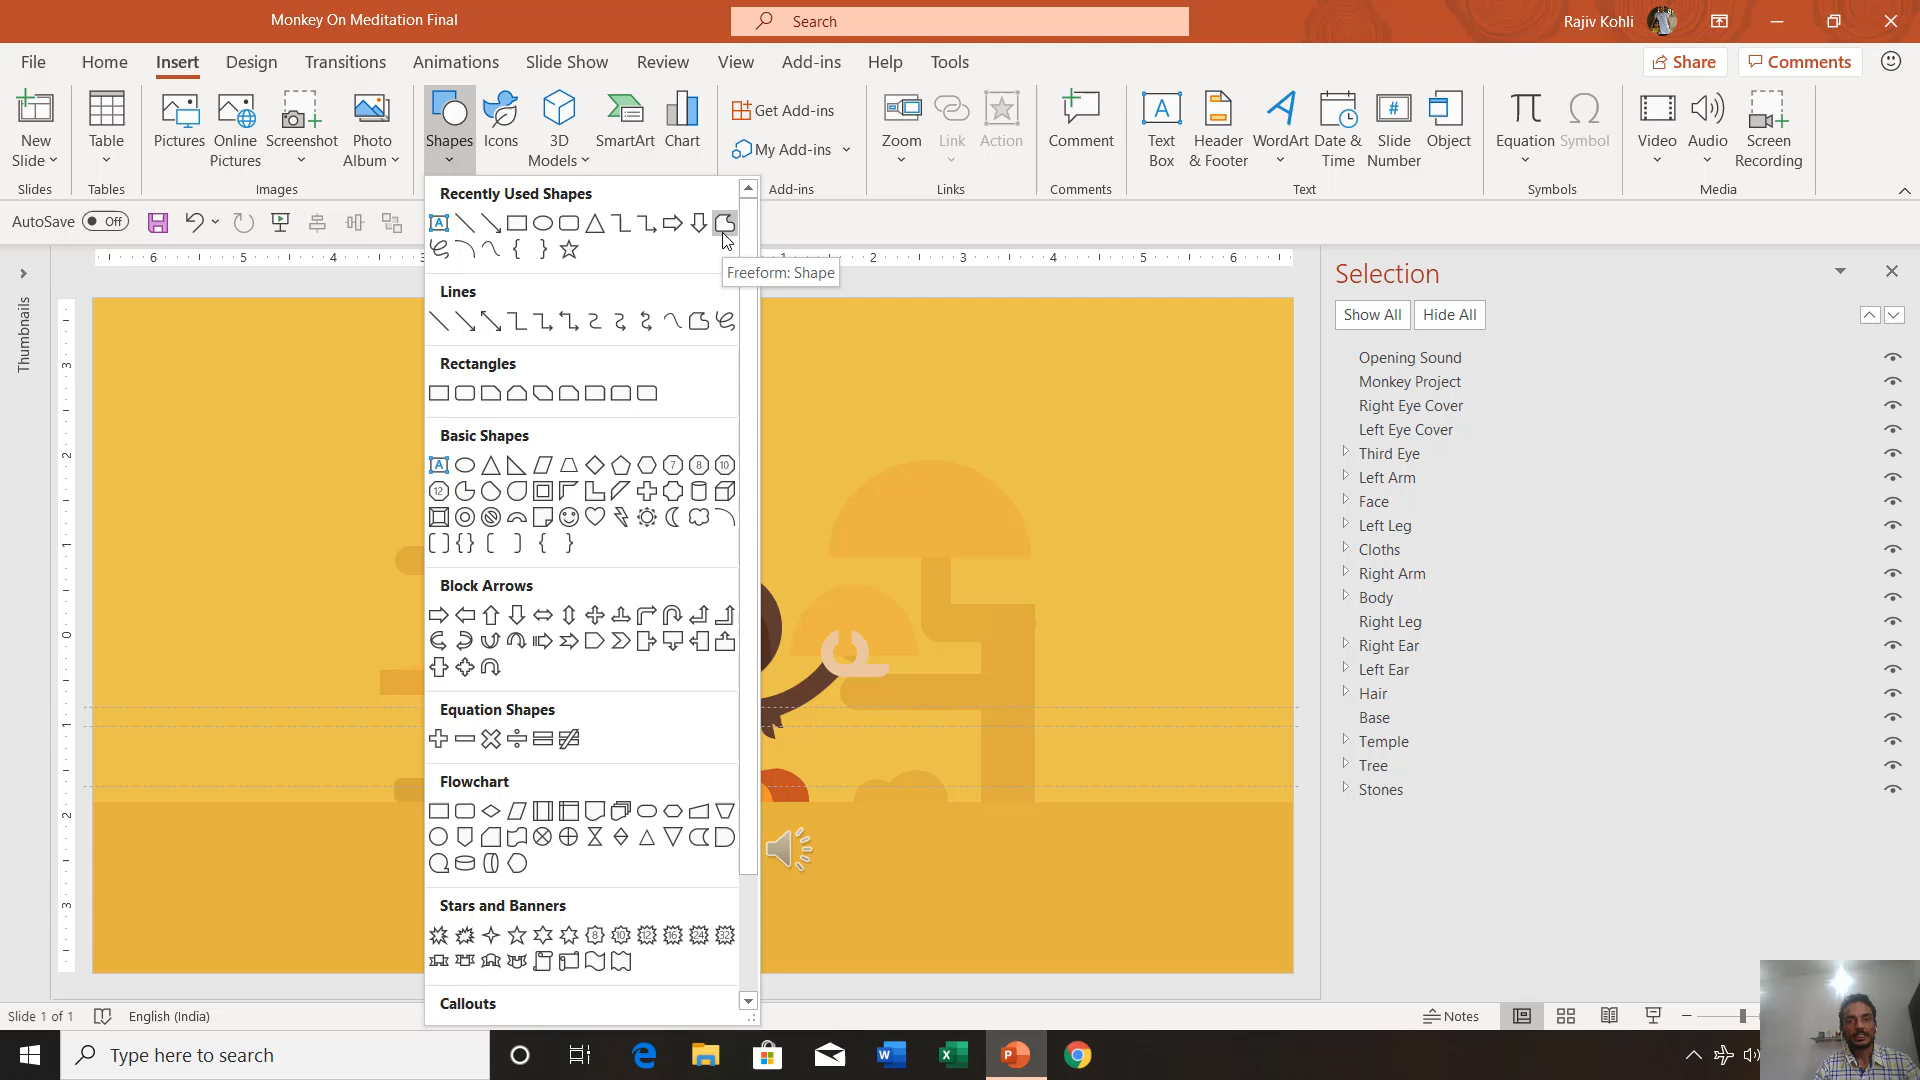 Monkey On Meditation Final
Search
Rajiv Kohli
File Home Insert Design Transitions Animations Slide Show Review View Add-ins Help Tools
Share Comments
New Slide
Table
Pictures
Online Pictures
Screenshot
Photo Album
Shapes
Icons
3D Models
SmartArt
Chart
Get Add-ins
My Add-ins
Zoom
Link
Action
Comment
Text Box
Header & Footer
WordArt
Date & Time
Slide Number
Object
Equation
Symbol
Video
Audio
Screen Recording
Slides Tables Images Add-ins Links Comments Text Symbols Media
AutoSave Off
Recently Used Shapes
Freeform: Shape
Lines
Rectangles
Basic Shapes
Block Arrows
Equation Shapes
Flowchart
Stars and Banners
Callouts
Thumbnails
Selection
Show All Hide All
Opening Sound
Monkey Project
Right Eye Cover
Left Eye Cover
Third Eye
Left Arm
Face
Left Leg
Cloths
Right Arm
Body
Right Leg
Right Ear
Left Ear
Hair
Base
Temple
Tree
Stones
Slide 1 of 1 English (India)
Notes
Type here to search